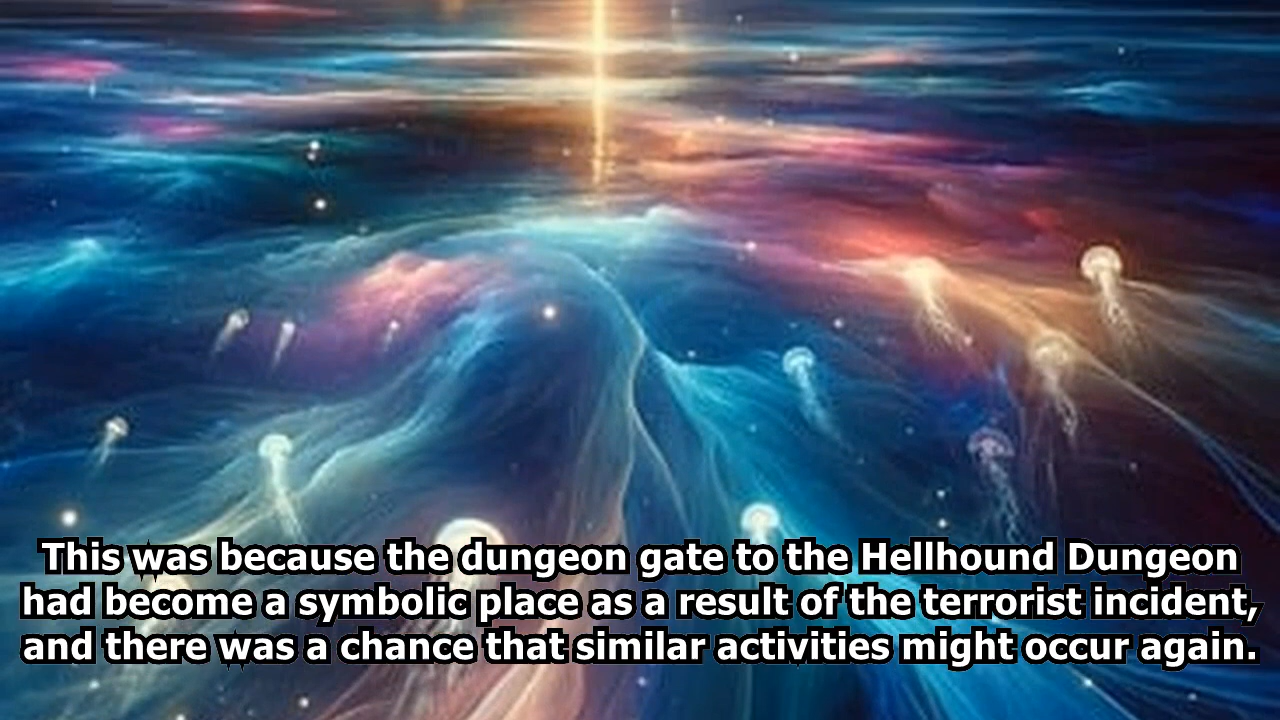 This was because the dungeon gate to the Hellhound Dungeon
had become a symbolic place as a result of the terrorist incident,
and there was a chance that similar activities might occur again.